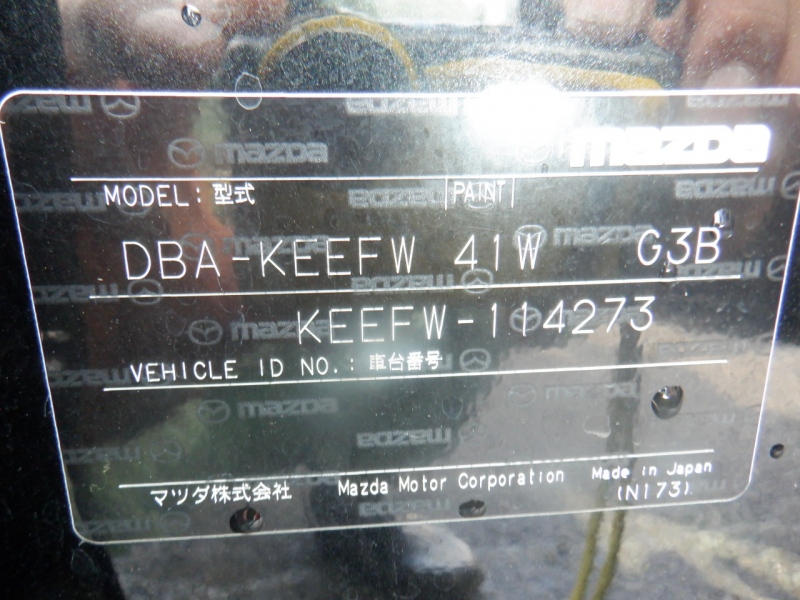 mazda
MODEL: 型式 PAINT
DBA-KEEFW 41W G3B
KEEFW-114273
VEHICLE ID NO.: 車台番号
マツダ株式会社 Mazda Motor Corporation Made in Japan
(N173)